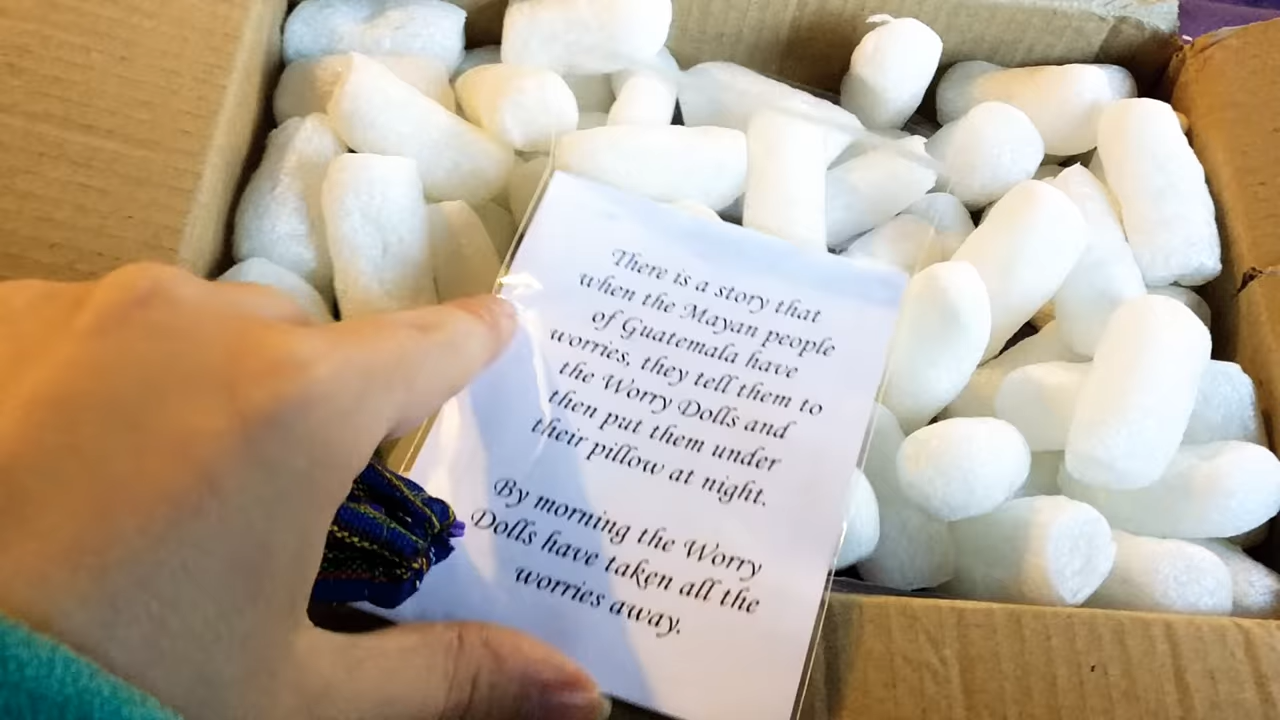 There is a story that
when the Mayan people
of Guatemala have
worries, they tell them to
the Worry Dolls and
then put them under
their pillow at night.
By morning the Worry
Dolls have taken all the
worries away.